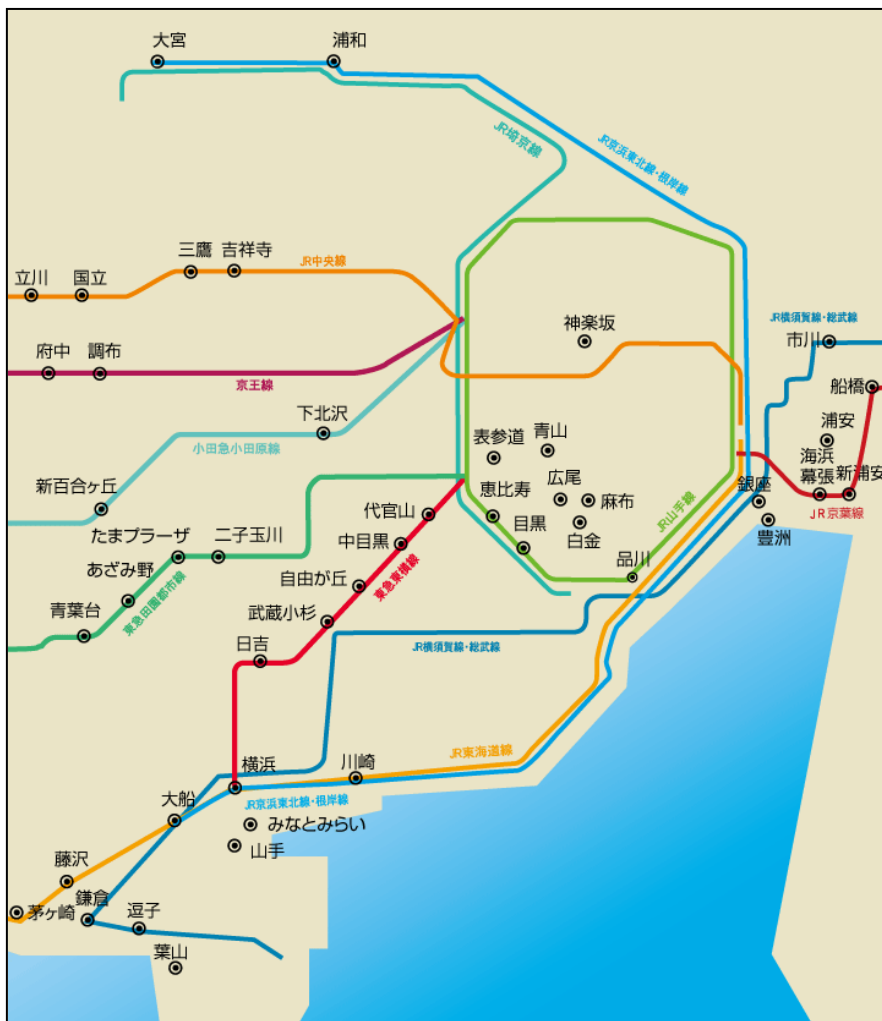 大宮
浦和
JR埼京線
JR京浜東北線・根岸線
三鷹
吉祥寺
JR中央線
立川
国立
神楽坂
JR横須賀線・総武線
市川
府中
調布
京王線
船橋
下北沢
小田急小田原線
表参道
青山
浦安
海浜
幕張
新浦安
新百合ヶ丘
恵比寿
広尾
麻布
銀座
JR京葉線
代官山
目黒
白金
JR山手線
豊洲
たまプラーザ
二子玉川
中目黒
品川
あざみ野
東急田園都市線
自由が丘
東急東横線
青葉台
武蔵小杉
日吉
JR横須賀線・総武線
横浜
川崎
JR東海道線
大船
JR京浜東北線・根岸線
みなとみらい
山手
藤沢
茅ヶ崎
鎌倉
逗子
葉山